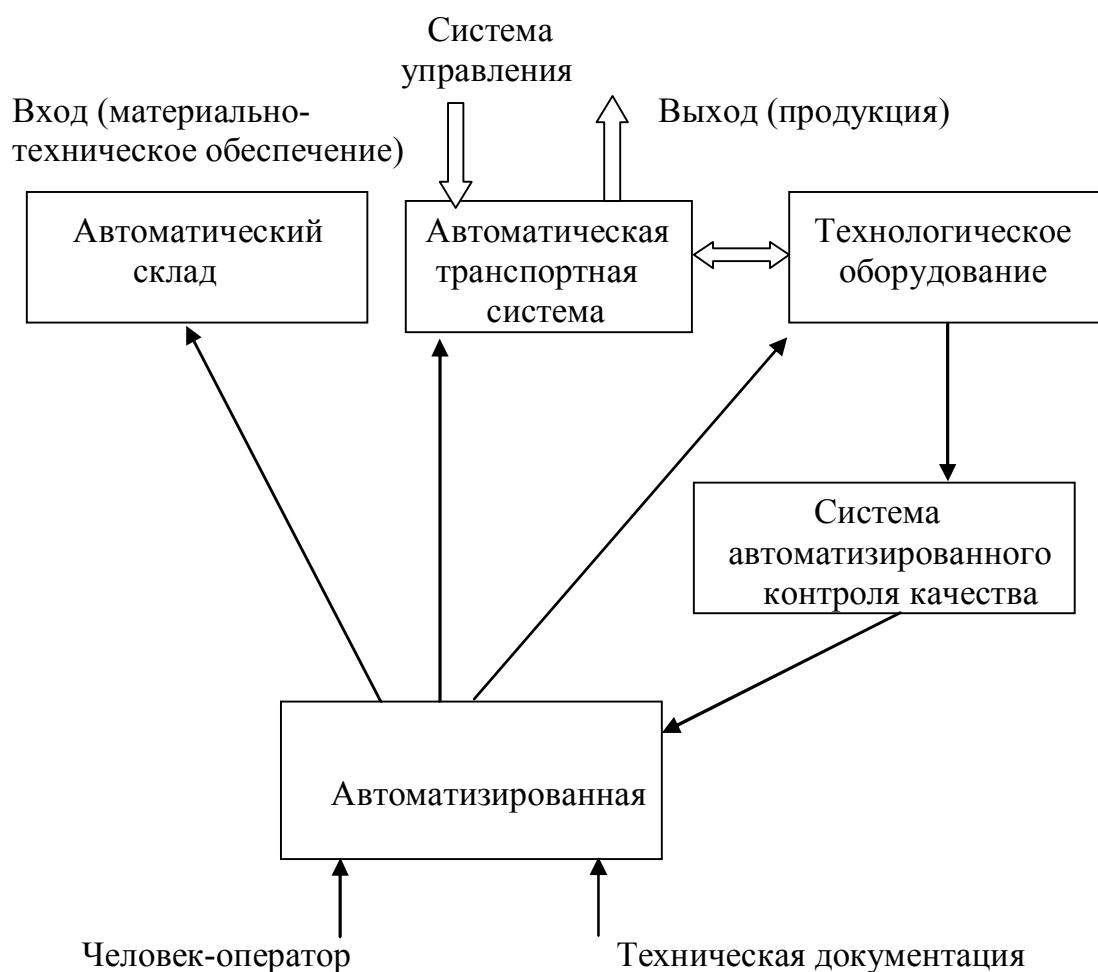 Система
управления
Вход (материально-
техническое обеспечение)
Выход (продукция)
Автоматический
склад
Автоматическая
транспортная
система
Технологическое
оборудование
Система
автоматизированного
контроля качества
Автоматизированная
Человек-оператор
Техническая документация